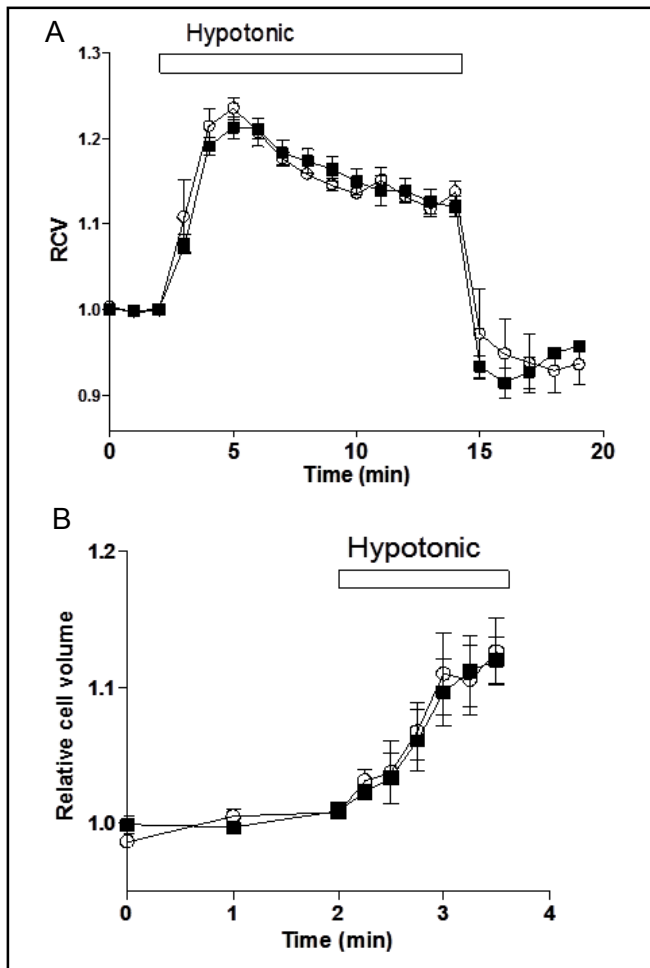 A
Hypotonic
1.3
1.2
1.1
1.0
0.9
RCV
0 5 10 15 20
Time (min)
B
Hypotonic
1.2
1.1
1.0
Relative cell volume
0 1 2 3 4
Time (min)